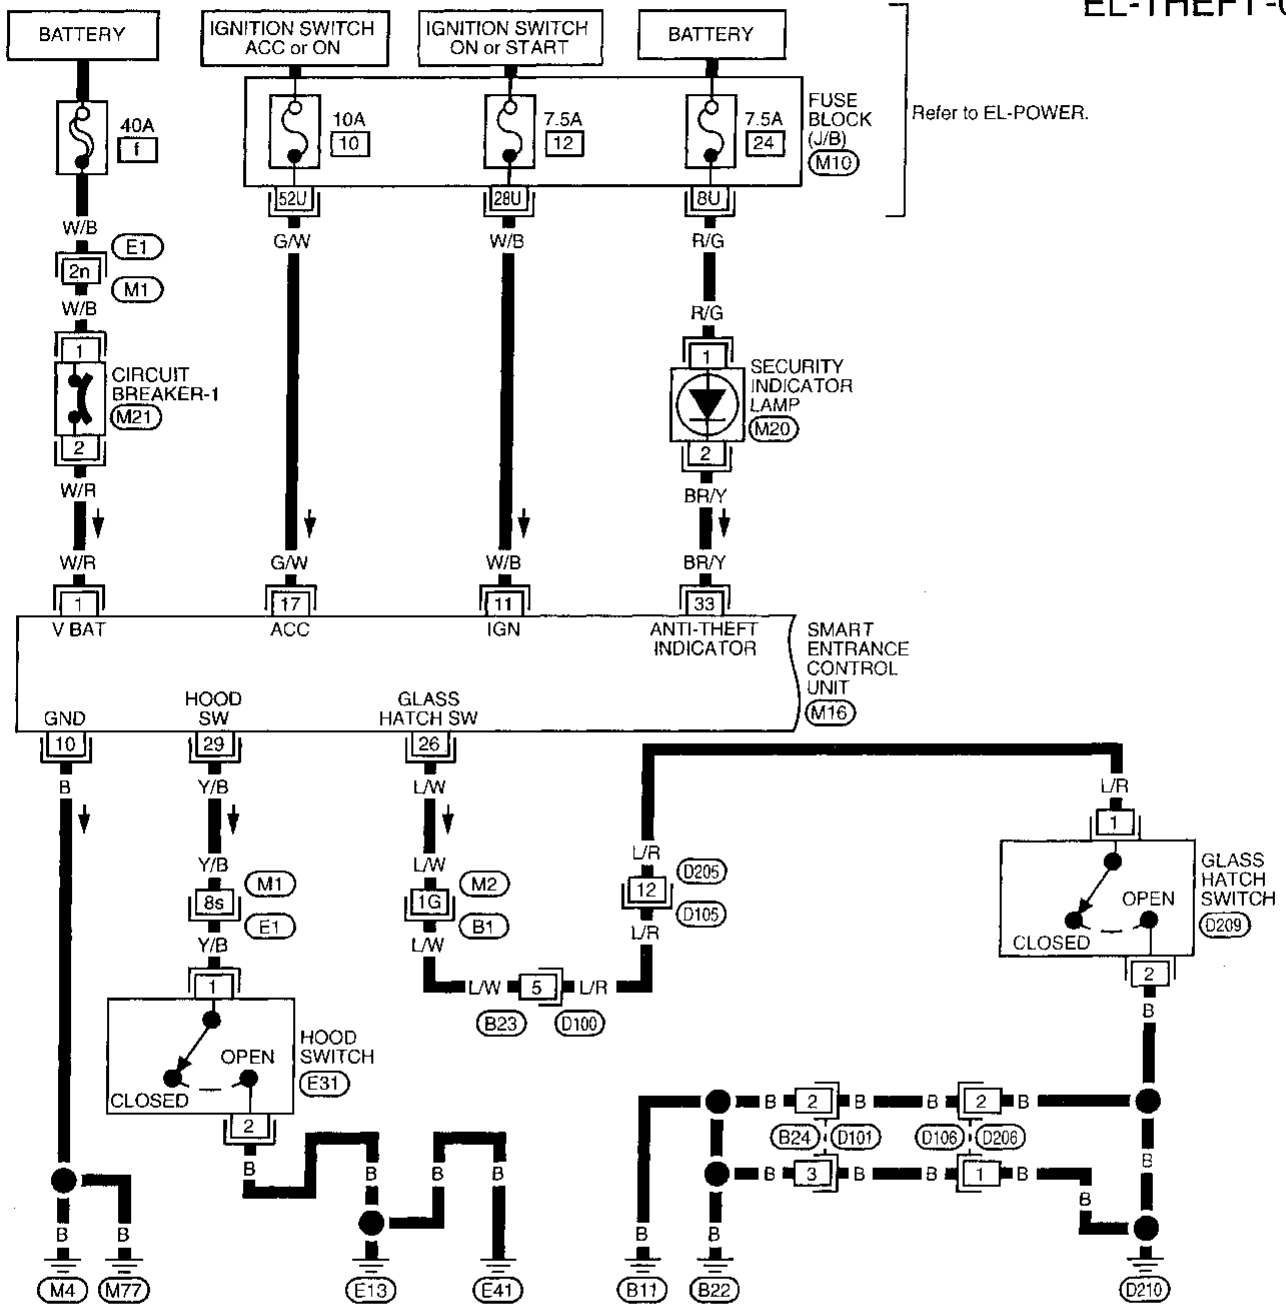 EL-THEFT-
BATTERY
IGNITION SWITCH
ACC or ON
IGNITION SWITCH
ON or START
BATTERY
40A
f
10A
10
7.5A
12
7.5A
24
FUSE
BLOCK
(J/B)
M10
Refer to EL-POWER.
52U
28U
8U
W/B
G/W
W/B
R/G
E1
2n
M1
W/B
R/G
1
1
CIRCUIT
BREAKER-1
M21
SECURITY
INDICATOR
LAMP
M20
2
2
W/R
BR/Y
W/R
G/W
W/B
BR/Y
1
17
11
33
V BAT
ACC
IGN
ANTI-THEFT
INDICATOR
SMART
ENTRANCE
CONTROL
UNIT
M16
GND
HOOD
SW
GLASS
HATCH SW
10
29
26
B
Y/B
L/W
L/R
1
Y/B
L/W
L/R
M1
8s
E1
M2
1G
B1
D205
12
D105
GLASS
HATCH
SWITCH
D209
OPEN
CLOSED
Y/B
L/W
L/R
1
L/W
5
L/R
2
B23
D100
B
HOOD
SWITCH
E31
OPEN
CLOSED
2
B
2
B
B
2
B
B24
D101
D106
D206
B
B
B
B
B
3
B
B
1
B
B
B
B
B
B
B
M4
M77
E13
E41
B11
B22
D210